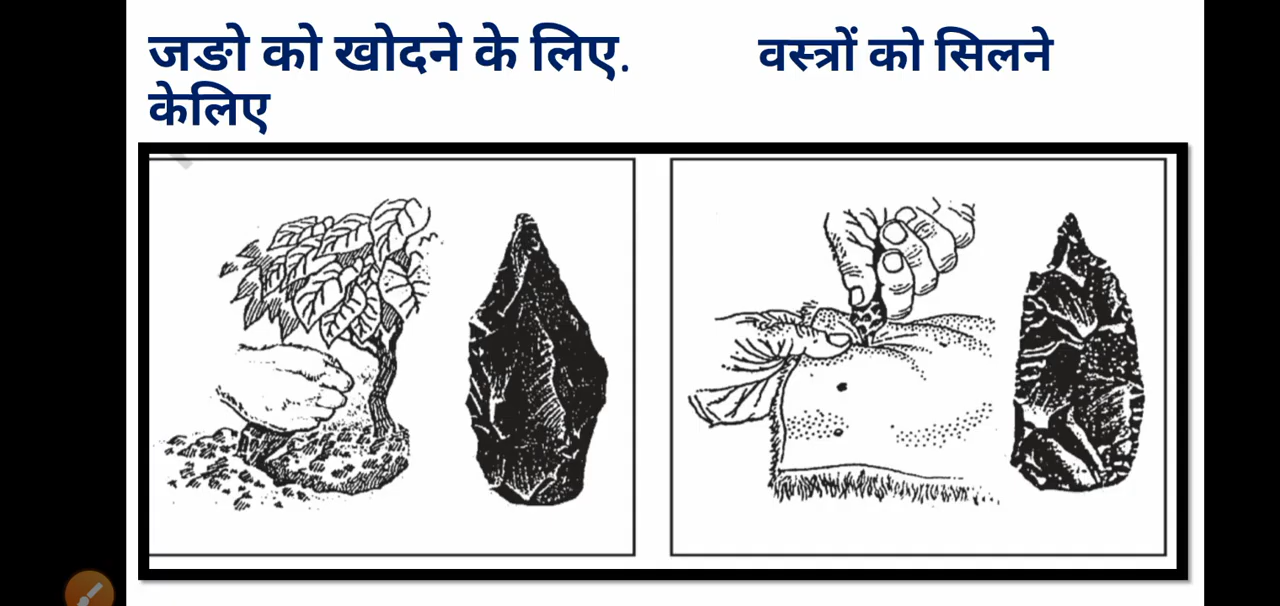 जङो को खोदने के लिए. वस्त्रों को सिलने
केलिए